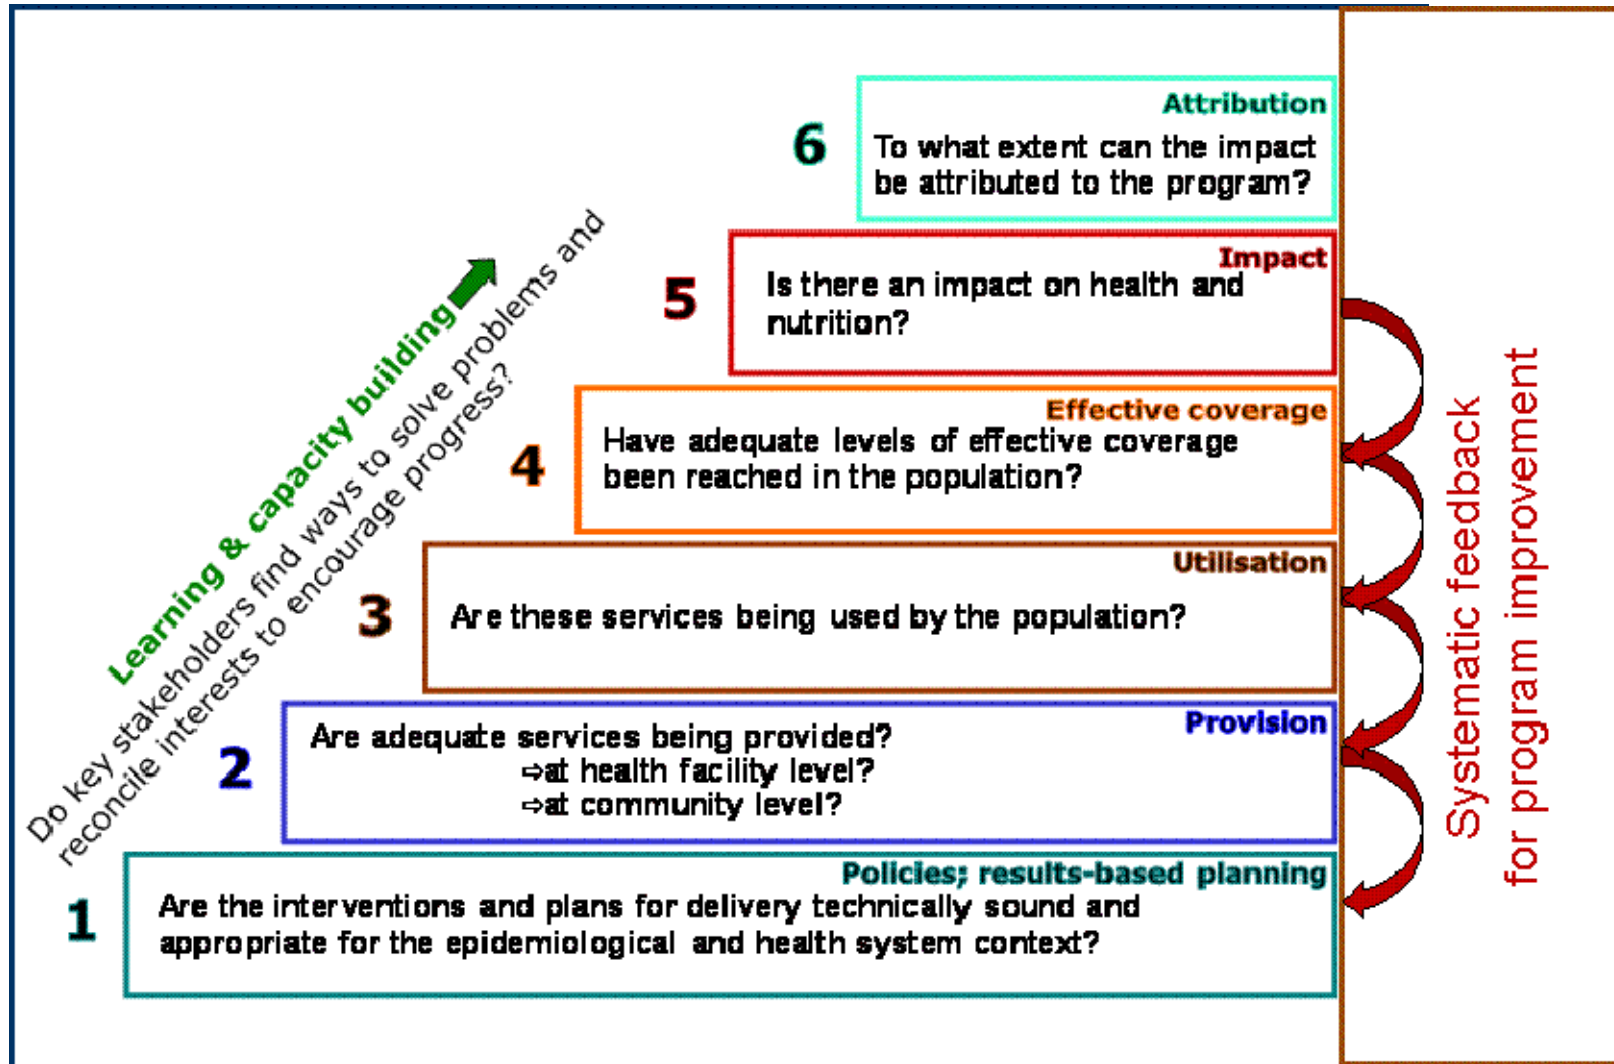 Attribution
6
To what extent can the impact
be attributed to the program?
Impact
5
Is there an impact on health and
nutrition?
Effective coverage
4
Have adequate levels of effective coverage
been reached in the population?
Utilisation
3
Are these services being used by the population?
Provision
2
Are adequate services being provided?
⇨at health facility level?
⇨at community level?
Policies; results-based planning
1
Are the interventions and plans for delivery technically sound and
appropriate for the epidemiological and health system context?
Learning & capacity building
Do key stakeholders find ways to solve problems and
reconcile interests to encourage progress?
Systematic feedback
for program improvement